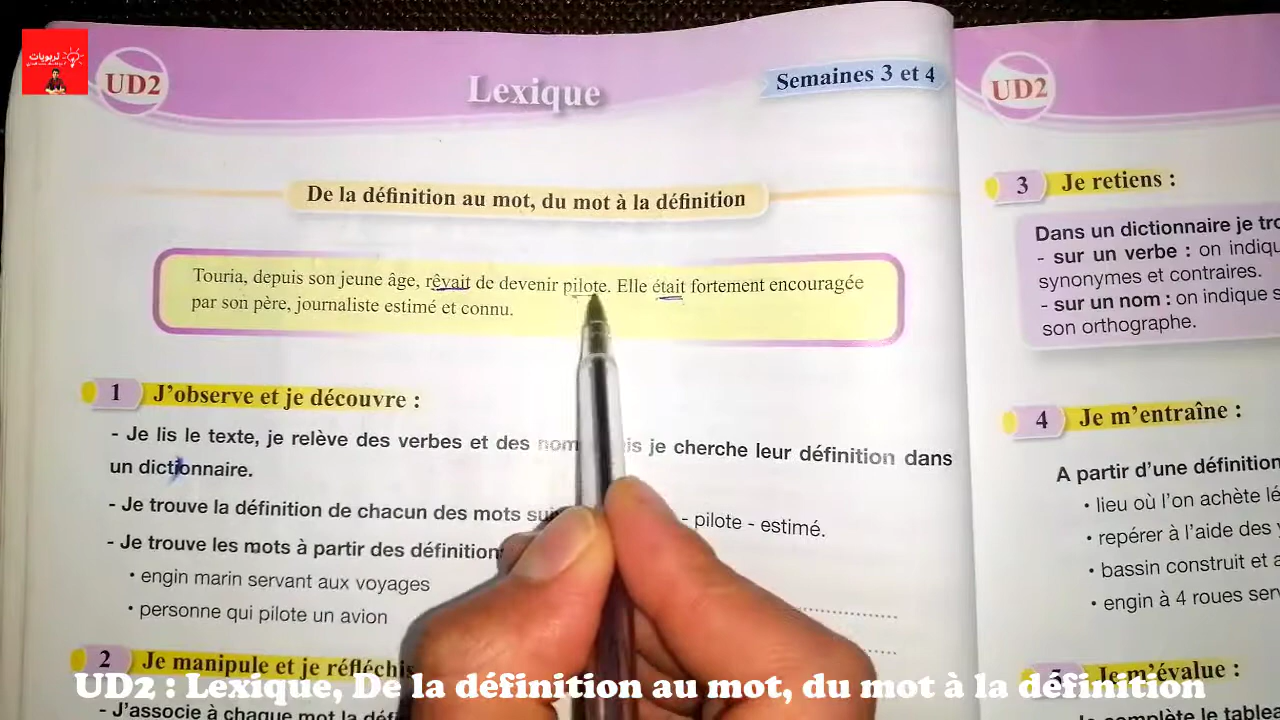 تربويات
UD2
Lexique
Semaines 3 et 4
De la définition au mot, du mot à la définition
Touria, depuis son jeune âge, rêvait de devenir pilote. Elle était fortement encouragée
par son père, journaliste estimé et connu.
1 J'observe et je découvre :
- Je lis le texte, je relève des verbes et des nom je cherche leur définition dans
un dictionnaire.
- Je trouve la définition de chacun des mots - pilote - estimé.
- Je trouve les mots à partir des définition
• engin marin servant aux voyages
• personne qui pilote un avion
2 Je manipule et je réfléchis
- J'associe à chaque mot la
UD2
3 Je retiens :
Dans un dictionnaire je
- sur un verbe : on
synonymes et contraires.
- sur un nom : on indique
son orthographe.
4 Je m'entraîne :
A partir d'une définition
• lieu où l'on achète
• repérer à l'aide des
• bassin construit et
• engin à 4 roues
5 Je m'évalue :
complète le
UD2 : Lexique, De la définition au mot, du mot à la définition